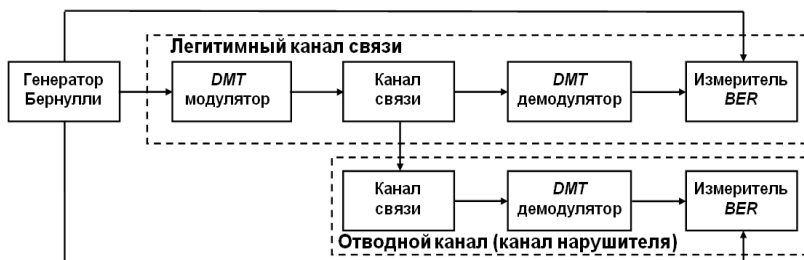 Легитимный канал связи
Генератор
Бернулли
DMT
модулятор
Канал
связи
DMT
демодулятор
Измеритель
BER
Канал
связи
DMT
демодулятор
Измеритель
BER
Отводной канал (канал нарушителя)